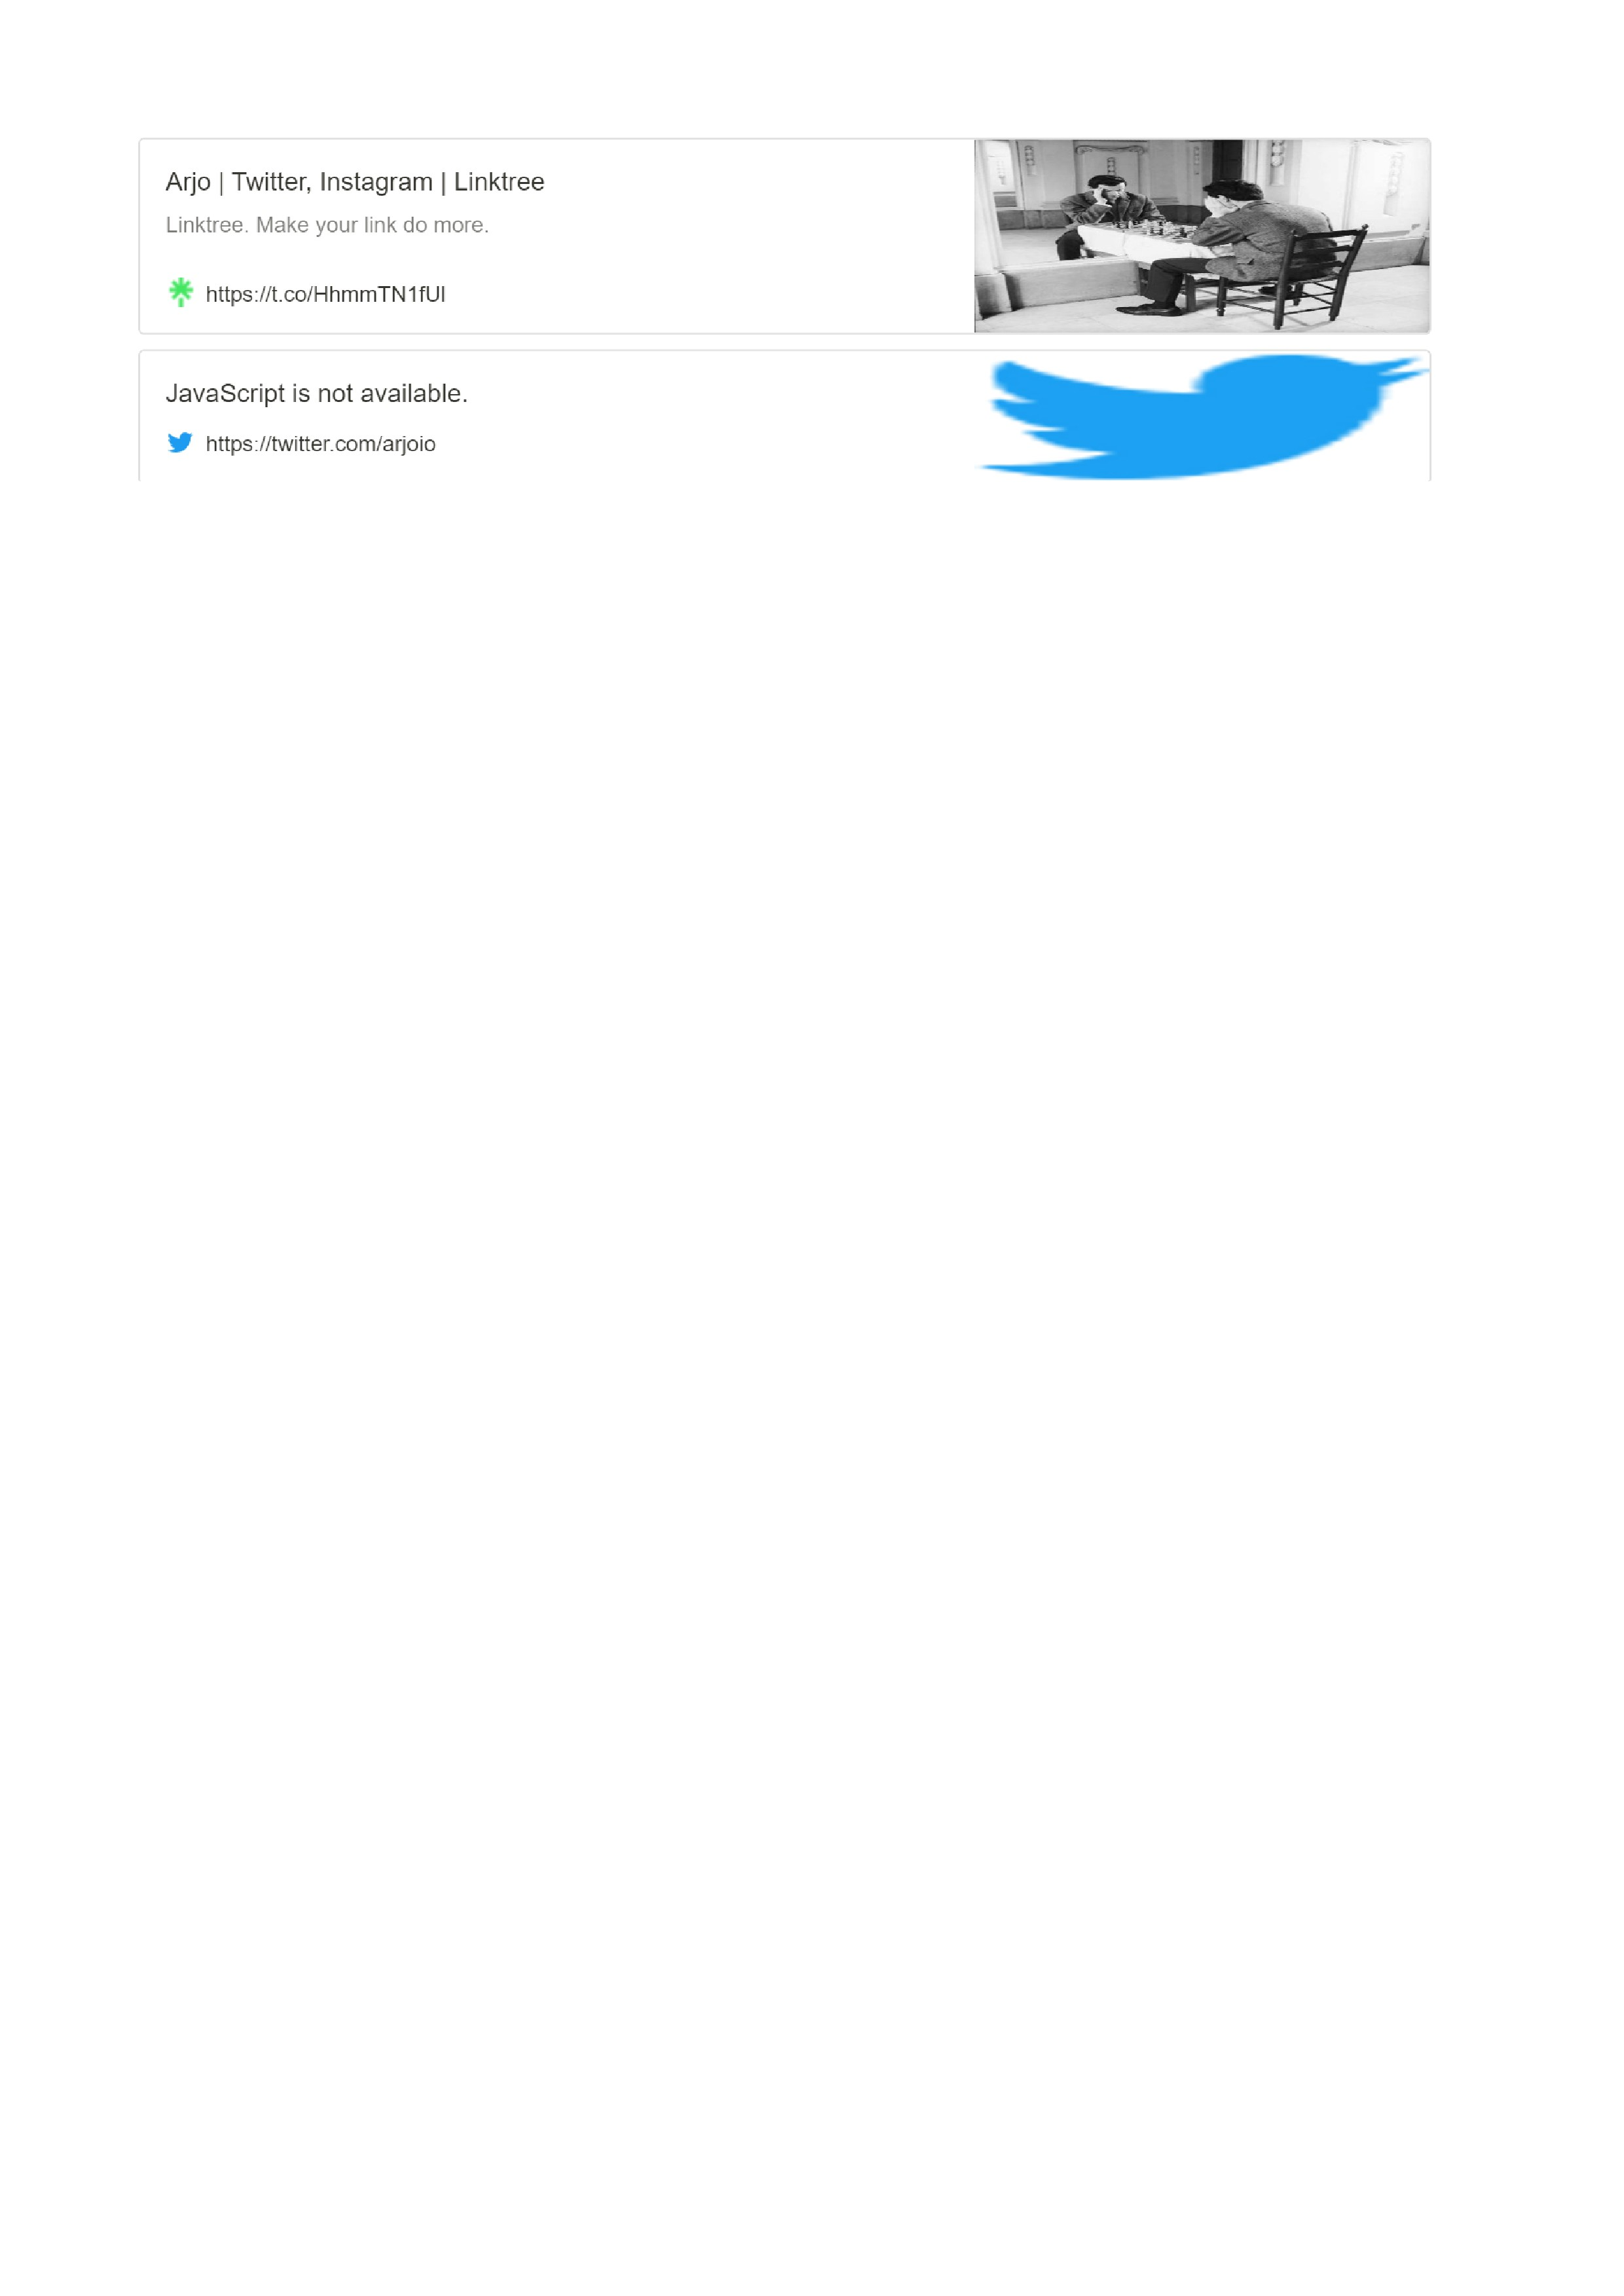 Arjo | Twitter, Instagram | Linktree
Linktree. Make your link do more.
https://t.co/HhmmTN1fUl
JavaScript is not available.
https://twitter.com/arjoio